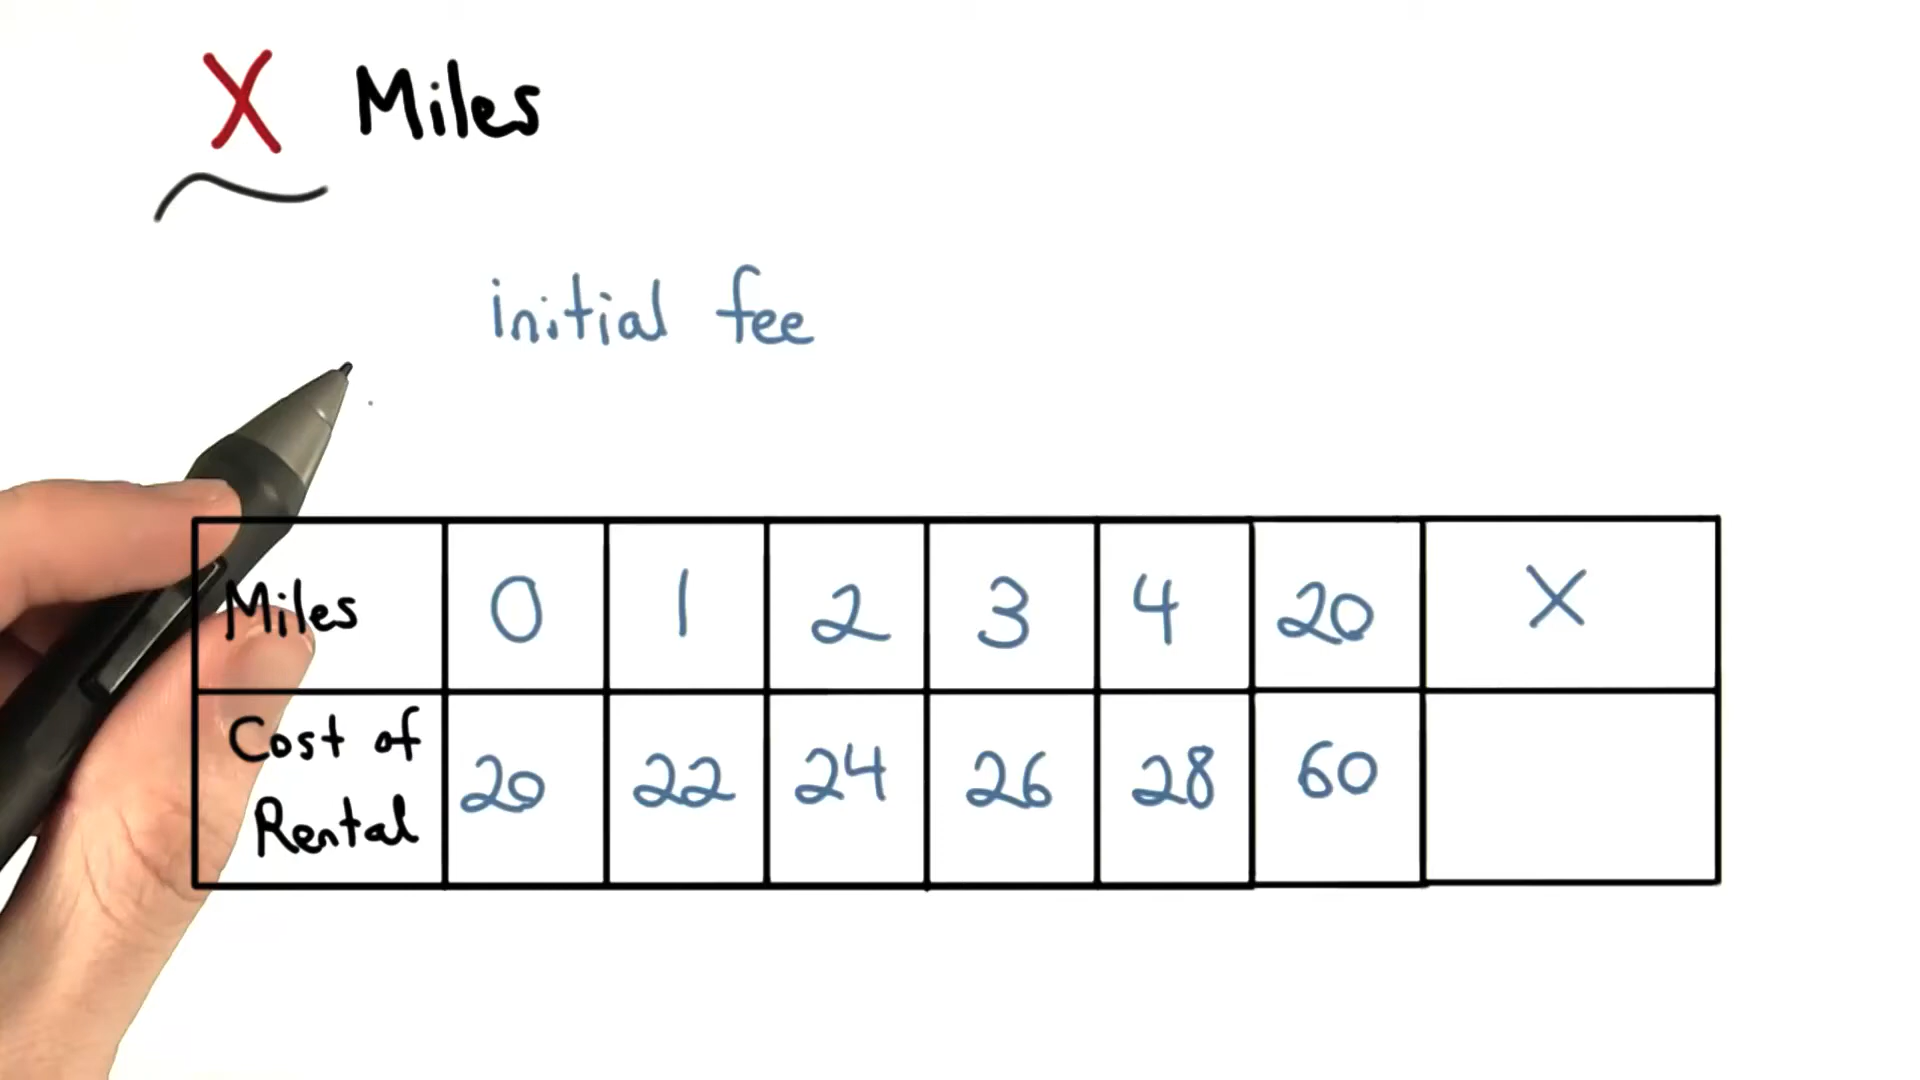 X Miles
initial fee
Miles 0 1 2 3 4 20 X
Cost of Rental 20 22 24 26 28 60